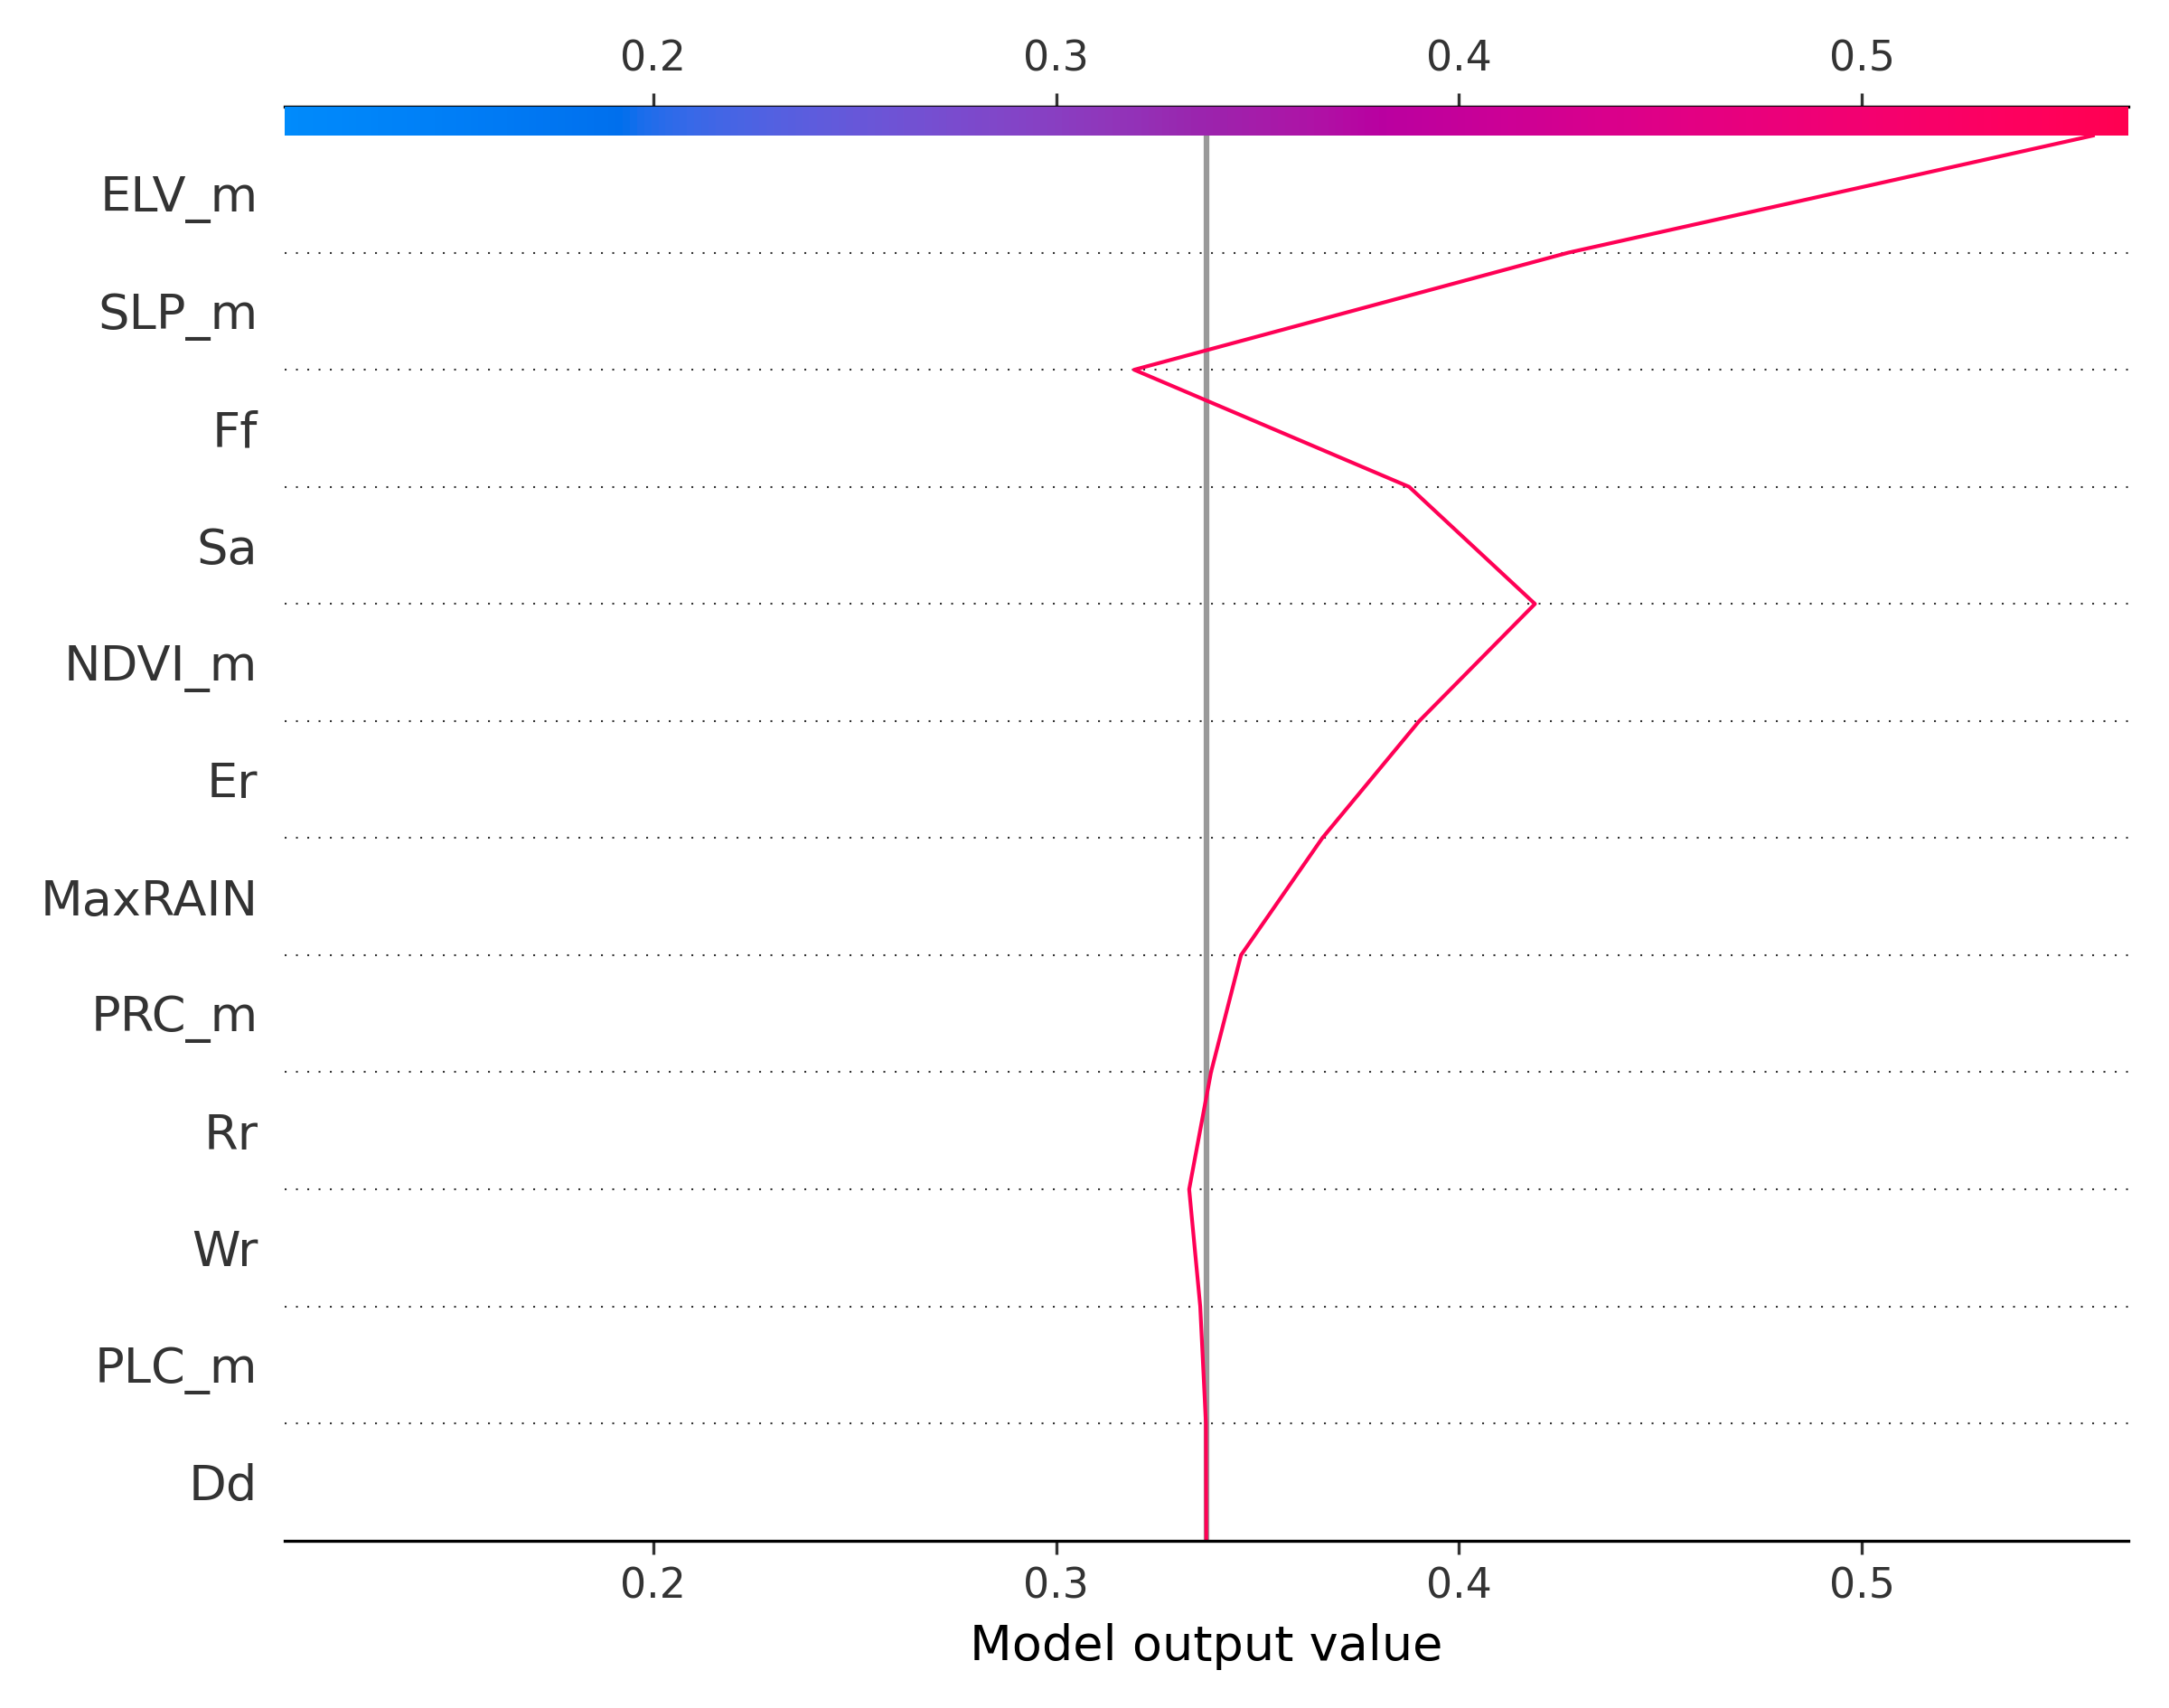 0.2 0.3 0.4 0.5
ELV_m
SLP_m
Ff
Sa
NDVI_m
Er
MaxRAIN
PRC_m
Rr
Wr
PLC_m
Dd
0.2 0.3 0.4 0.5
Model output value